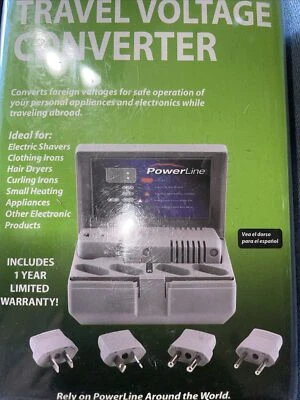 TRAVEL VOLTAGE
CONVERTER
Converts foreign voltages for safe operation of
your personal appliances and electronics while
traveling abroad.
Ideal for:
Electric Shavers
Clothing Irons
Hair Dryers
Curling Irons
Small Heating
Appliances
Other Electronic
Products
PowerLine
Vea el dorso
para el español
INCLUDES
1 YEAR
LIMITED
WARRANTY!
Rely on PowerLine Around the World.